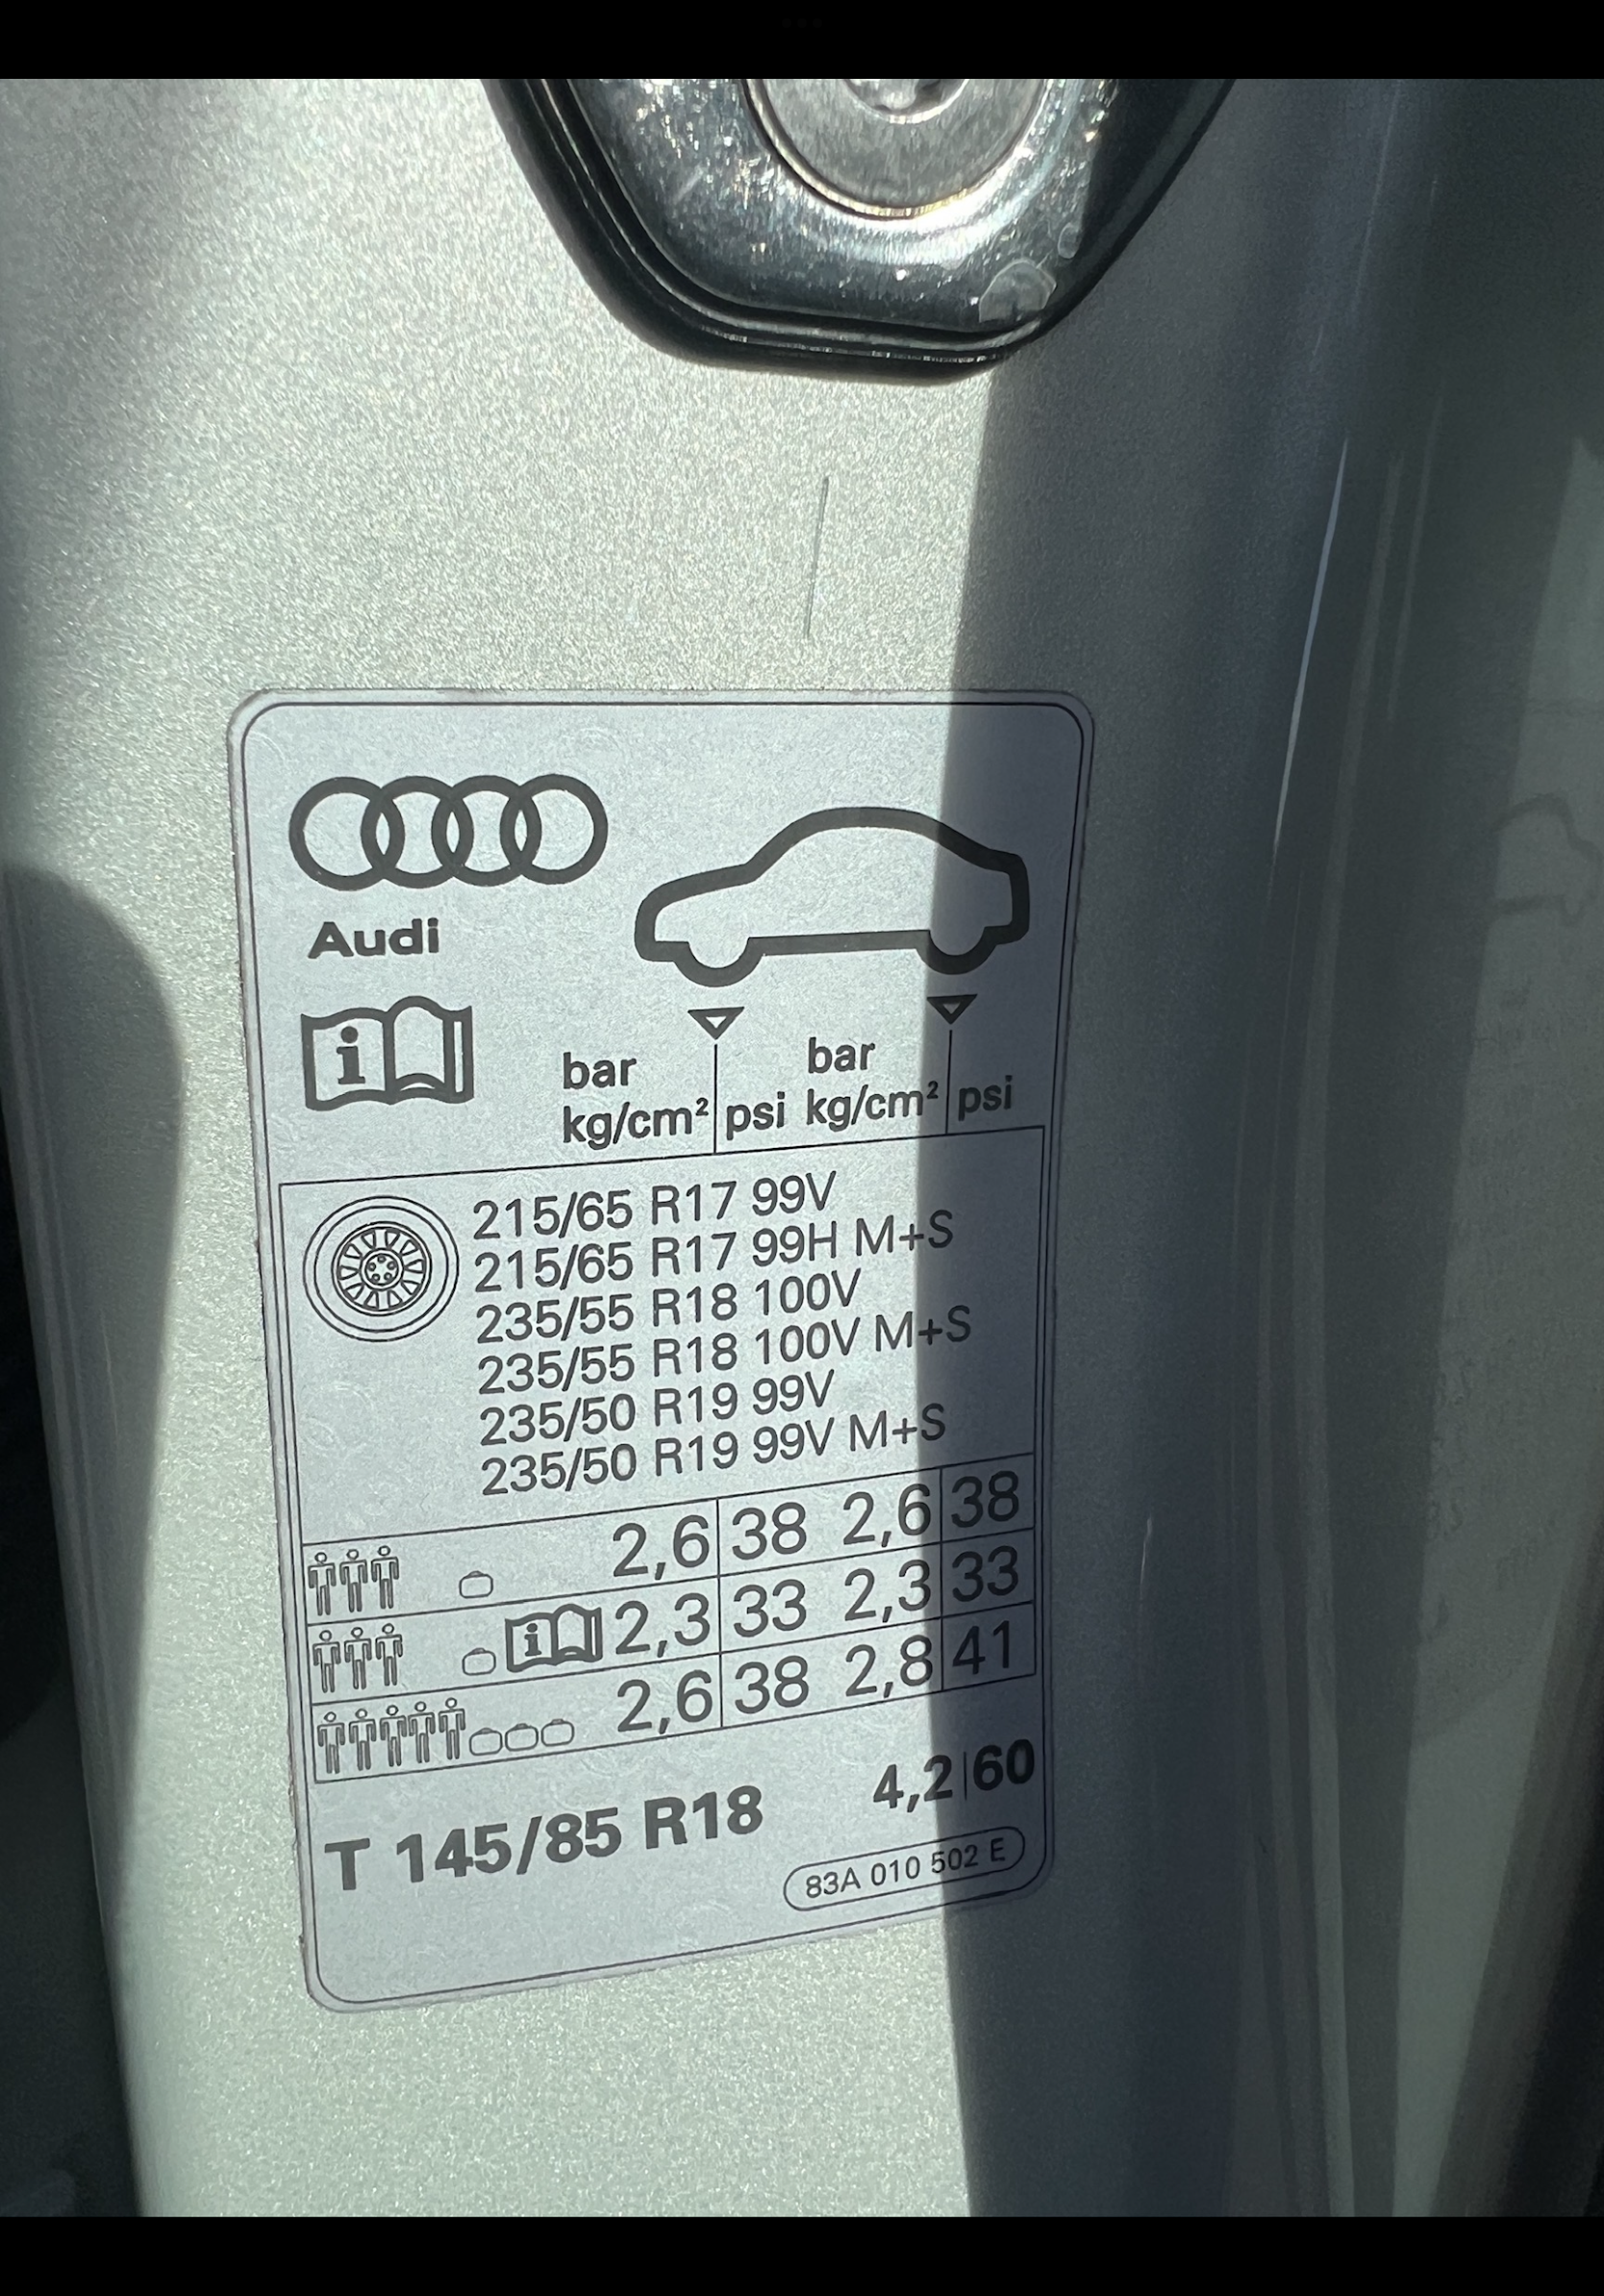 Audi
i
bar bar
kg/cm² psi kg/cm² psi
215/65 R17 99V
215/65 R17 99H M+S
235/55 R18 100V
235/55 R18 100V M+S
235/50 R19 99V
235/50 R19 99V M+S
2,6 38 2,6 38
i 2,3 33 2,3 33
2,6 38 2,8 41
T 145/85 R18 4,2 60
83A 010 502 E